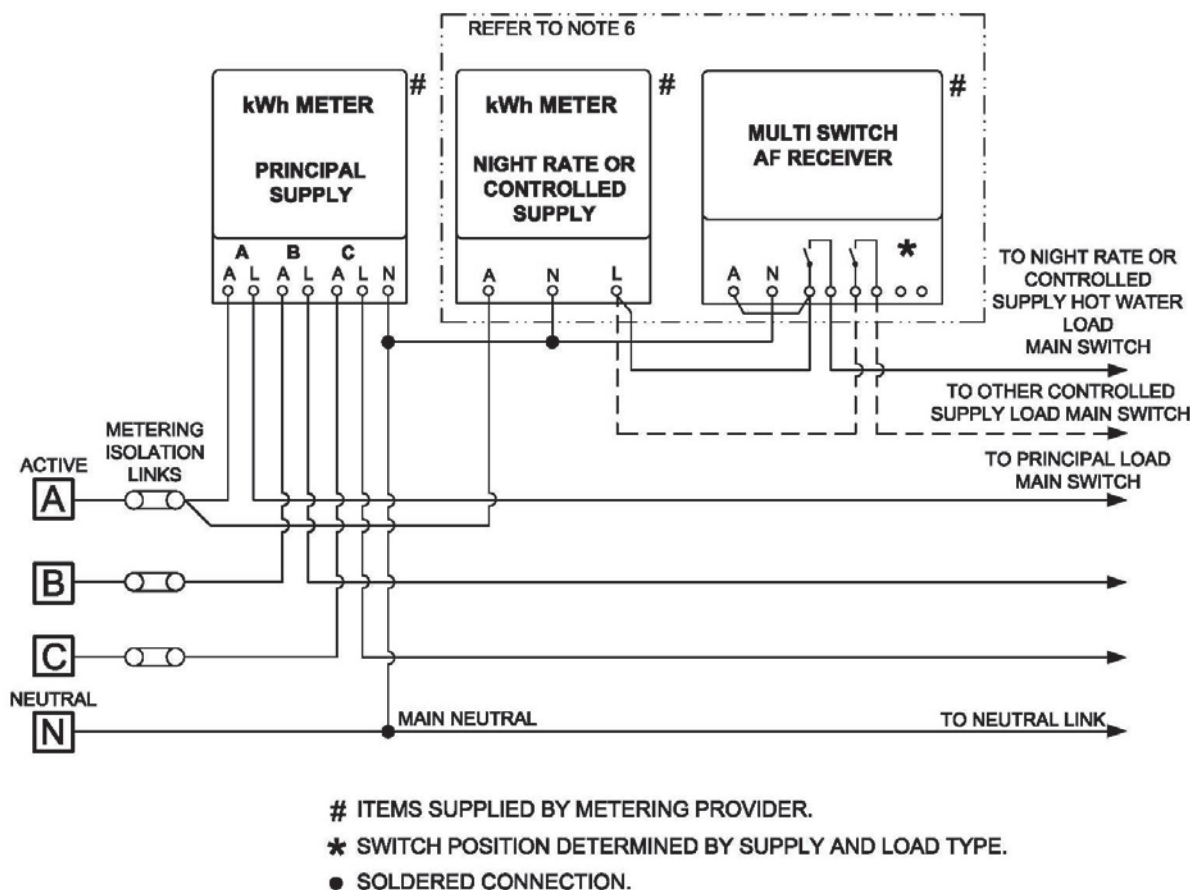 REFER TO NOTE 6
#
kWh METER
PRINCIPAL
SUPPLY
A B C
A L A L A L N
#
kWh METER
NIGHT RATE OR
CONTROLLED
SUPPLY
A N L
#
MULTI SWITCH
AF RECEIVER
*
A N
TO NIGHT RATE OR
CONTROLLED
SUPPLY HOT WATER
LOAD
MAIN SWITCH
TO OTHER CONTROLLED
SUPPLY LOAD MAIN SWITCH
TO PRINCIPAL LOAD
MAIN SWITCH
METERING
ISOLATION
LINKS
ACTIVE
A
B
C
NEUTRAL
N
MAIN NEUTRAL
TO NEUTRAL LINK
# ITEMS SUPPLIED BY METERING PROVIDER.
* SWITCH POSITION DETERMINED BY SUPPLY AND LOAD TYPE.
● SOLDERED CONNECTION.